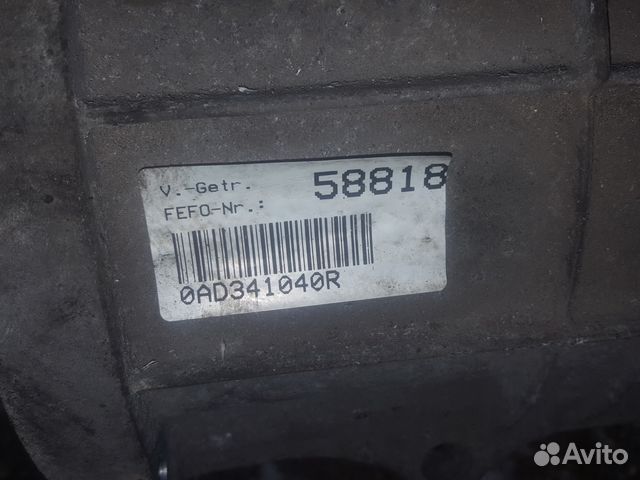 V.-Getr. 58818
FEFO-Nr.:
0AD341040R
Avito